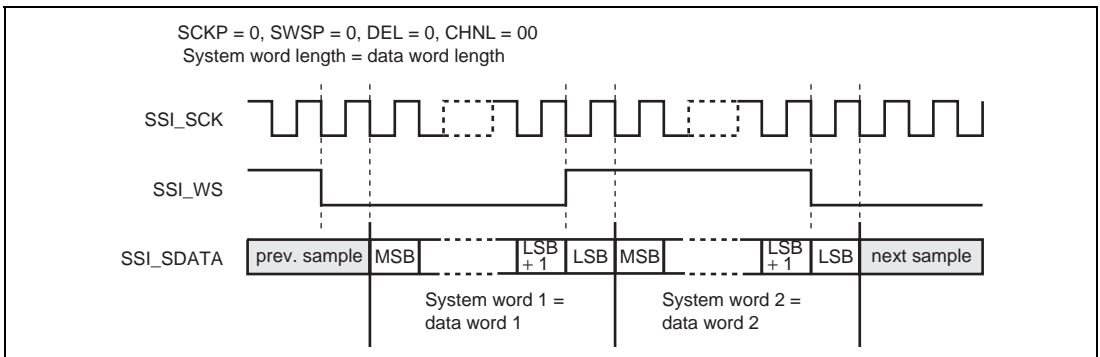 SCKP = 0, SWSP = 0, DEL = 0, CHNL = 00
System word length = data word length
SSI_SCK
SSI_WS
SSI_SDATA
prev. sample
MSB
LSB
+ 1
LSB
MSB
LSB
+ 1
LSB
next sample
System word 1 =
data word 1
System word 2 =
data word 2